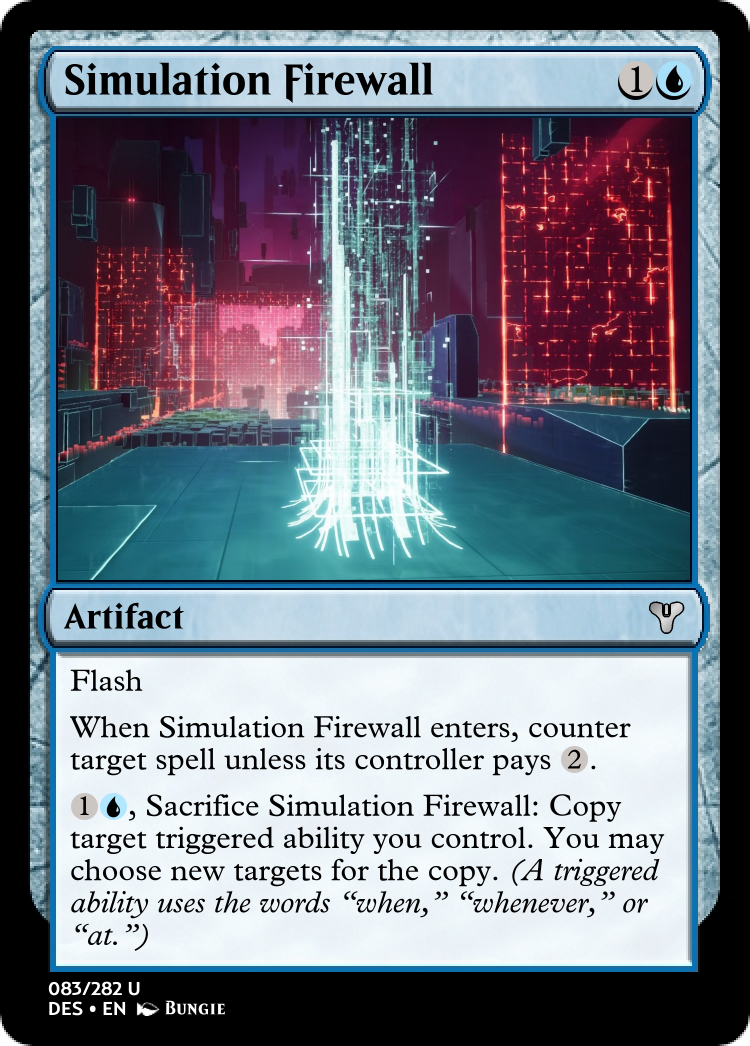 Simulation Firewall 1
Artifact
Flash
When Simulation Firewall enters, counter
target spell unless its controller pays 2.
1, Sacrifice Simulation Firewall: Copy
target triggered ability you control. You may
choose new targets for the copy. (A triggered
ability uses the words “when,” “whenever,” or
“at.”)
083/282 U
DES • EN Bungie